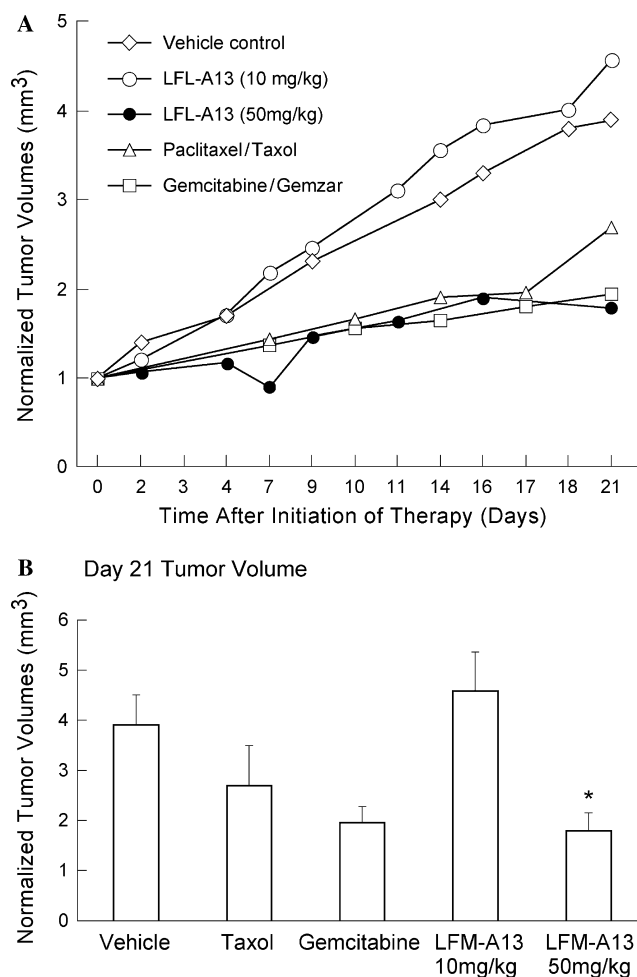 A
Normalized Tumor Volumes (mm3)
5
4
3
2
1
0
Vehicle control
LFL-A13 (10 mg/kg)
LFL-A13 (50mg/kg)
Paclitaxel/Taxol
Gemcitabine/Gemzar
0 2 3 4 7 9 10 11 14 16 17 18 21
Time After Initiation of Therapy (Days)
B Day 21 Tumor Volume
Normalized Tumor Volumes (mm3)
6
5
4
3
2
1
0
*
Vehicle Taxol Gemcitabine LFM-A13 LFM-A13
10mg/kg 50mg/kg